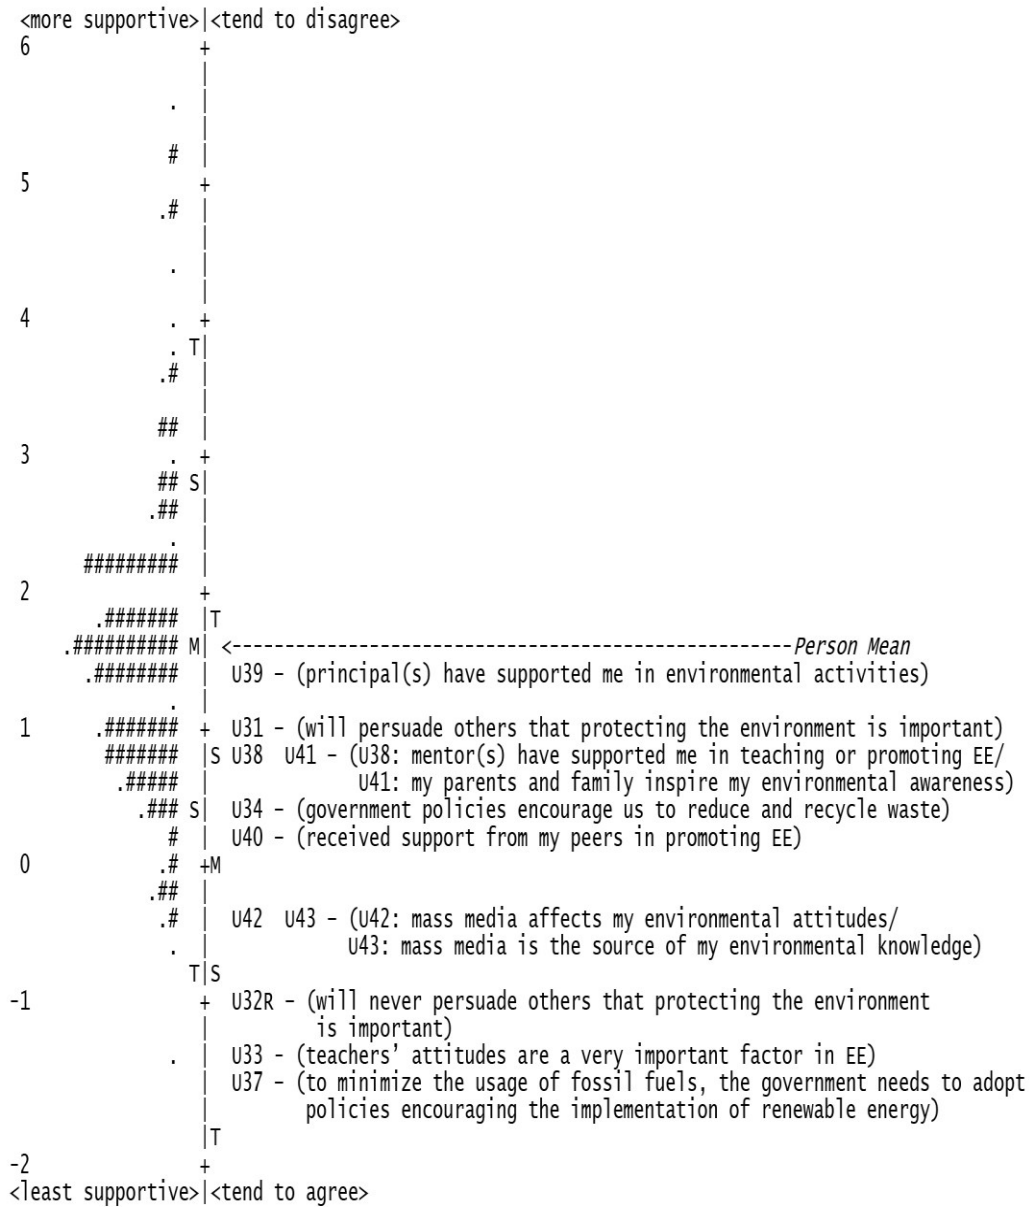 <more supportive>|<tend to disagree>
6 +
|
. |
|
# |
5 +
.# |
|
. |
|
4 . +
. T|
.# |
|
## |
3 . +
## S|
.## |
. |
######### |
2 +
.####### |T
.########## M| <-----------------------------------------------------Person Mean
.######## | U39 – (principal(s) have supported me in environmental activities)
. |
1 .####### + U31 – (will persuade others that protecting the environment is important)
####### |S U38 U41 – (U38: mentor(s) have supported me in teaching or promoting EE/
.##### | U41: my parents and family inspire my environmental awareness)
.### S| U34 – (government policies encourage us to reduce and recycle waste)
# | U40 – (received support from my peers in promoting EE)
0 .# +M
.## |
.# | U42 U43 – (U42: mass media affects my environmental attitudes/
. | U43: mass media is the source of my environmental knowledge)
T|S
-1 + U32R – (will never persuade others that protecting the environment
| is important)
. | U33 – (teachers’ attitudes are a very important factor in EE)
| U37 – (to minimize the usage of fossil fuels, the government needs to adopt
| policies encouraging the implementation of renewable energy)
|T
-2 +
<least supportive>|<tend to agree>